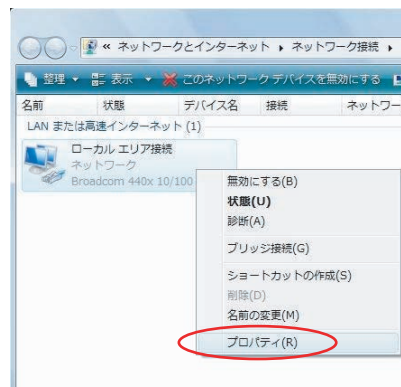 « ネットワークとインターネット ▸ ネットワーク接続 ▸
整理 ▾ 表示 ▾ このネットワーク デバイスを無効にする
名前 状態 デバイス名 接続 ネットワー
LAN または高速インターネット (1)
ローカル エリア接続
ネットワーク
Broadcom 440x 10/100
無効にする(B)
状態(U)
診断(A)
ブリッジ接続(G)
ショートカットの作成(S)
削除(D)
名前の変更(M)
プロパティ(R)